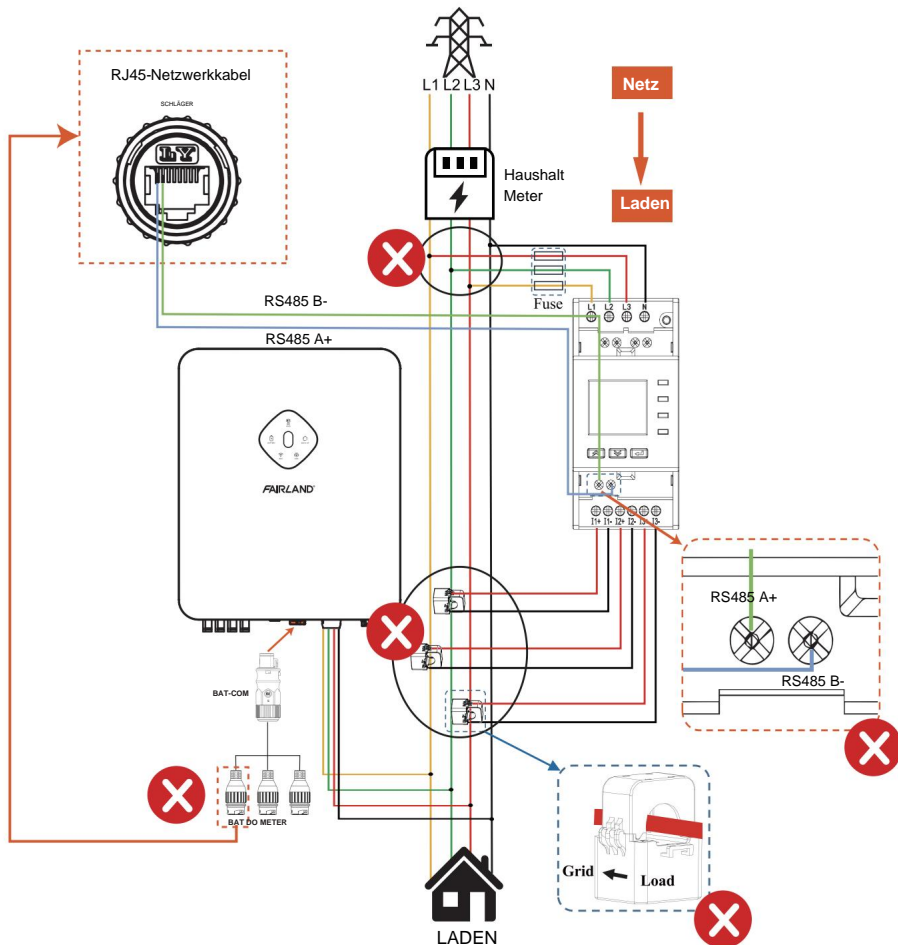 RJ45-Netzwerkkabel
SCHLÄGER
LY
L1 L2 L3 N
Netz
Laden
Haushalt
Meter
Fuse
L1 L2 L3 N
RS485 B-
RS485 A+
FAIRLAND
I1+ I1- I2+ I2- I3+ I3-
BAT-COM
BAT DO METER
RS485 A+
RS485 B-
Grid
Load
LADEN